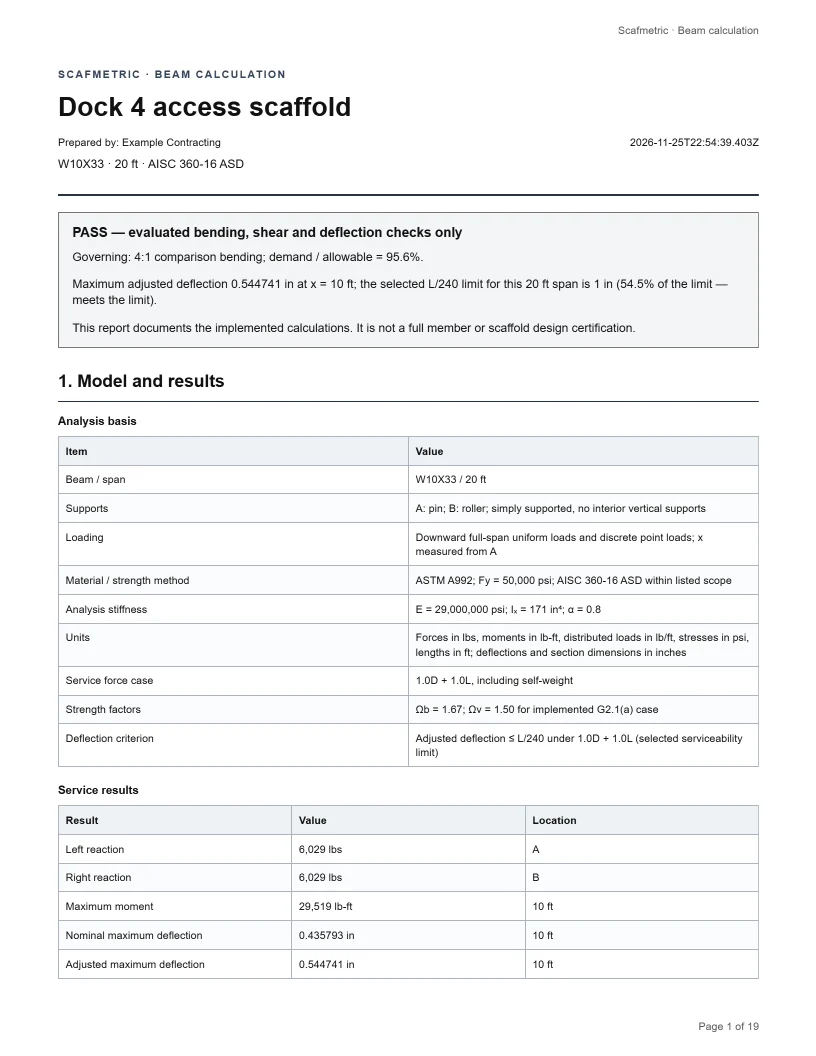 Scafmetric · Beam calculation
SCAFMETRIC · BEAM CALCULATION
Dock 4 access scaffold
Prepared by: Example Contracting 2026-11-25T22:54:39.403Z
W10X33 · 20 ft · AISC 360-16 ASD
PASS — evaluated bending, shear and deflection checks only
Governing: 4:1 comparison bending; demand / allowable = 95.6%.
Maximum adjusted deflection 0.544741 in at x = 10 ft; the selected L/240 limit for this 20 ft span is 1 in (54.5% of the limit —
meets the limit).
This report documents the implemented calculations. It is not a full member or scaffold design certification.
1. Model and results
Analysis basis
Item Value
Beam / span W10X33 / 20 ft
Supports A: pin; B: roller; simply supported, no interior vertical supports
Loading Downward full-span uniform loads and discrete point loads; x
measured from A
Material / strength method ASTM A992; Fy = 50,000 psi; AISC 360-16 ASD within listed scope
Analysis stiffness E = 29,000,000 psi; Iₓ = 171 in⁴; α = 0.8
Units Forces in lbs, moments in lb-ft, distributed loads in lb/ft, stresses in psi,
lengths in ft; deflections and section dimensions in inches
Service force case 1.0D + 1.0L, including self-weight
Strength factors Ωb = 1.67; Ωv = 1.50 for implemented G2.1(a) case
Deflection criterion Adjusted deflection ≤ L/240 under 1.0D + 1.0L (selected serviceability
limit)
Service results
Result Value Location
Left reaction 6,029 lbs A
Right reaction 6,029 lbs B
Maximum moment 29,519 lb-ft 10 ft
Nominal maximum deflection 0.435793 in 10 ft
Adjusted maximum deflection 0.544741 in 10 ft
Page 1 of 19